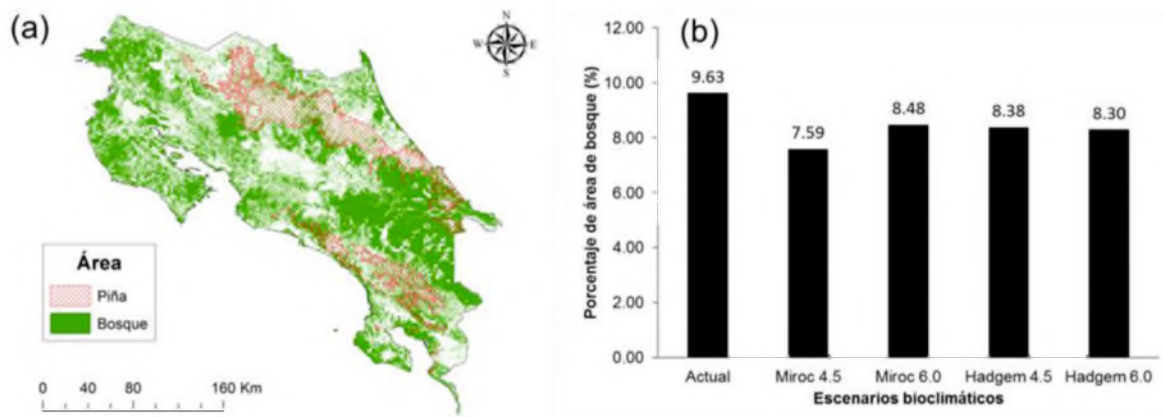 (a)
N
W
E
S
Área
Piña
Bosque
0 40 80 160 Km
(b)
Porcentaje de área de bosque (%)
12.00
10.00
8.00
6.00
4.00
2.00
0.00
9.63
7.59
8.48
8.38
8.30
Actual Miroc 4.5 Miroc 6.0 Hadgem 4.5 Hadgem 6.0
Escenarios bioclimáticos